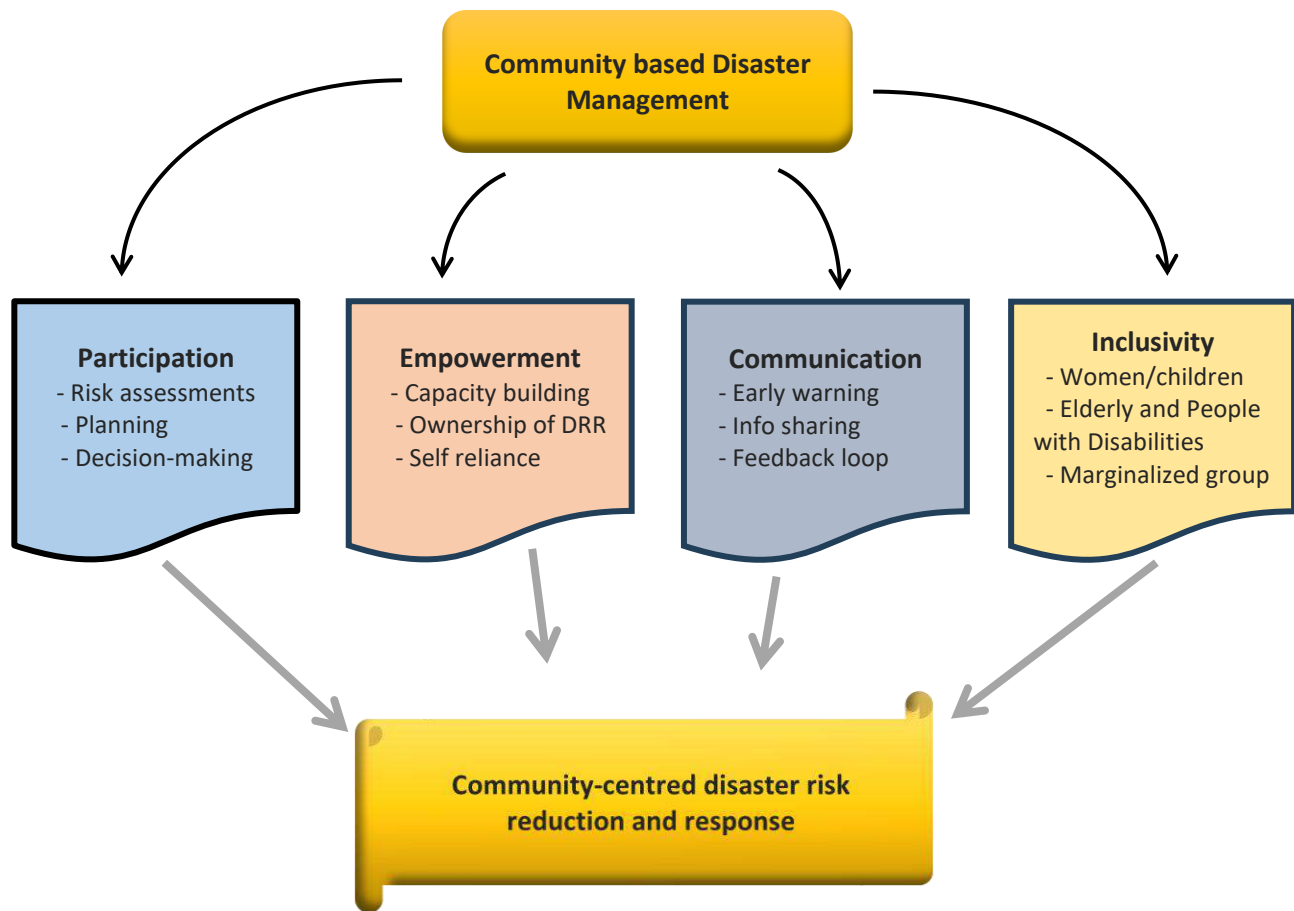 Community based Disaster
Management
Participation
- Risk assessments
- Planning
- Decision-making
Empowerment
- Capacity building
- Ownership of DRR
- Self reliance
Communication
- Early warning
- Info sharing
- Feedback loop
Inclusivity
- Women/children
- Elderly and People
with Disabilities
- Marginalized group
Community-centred disaster risk
reduction and response